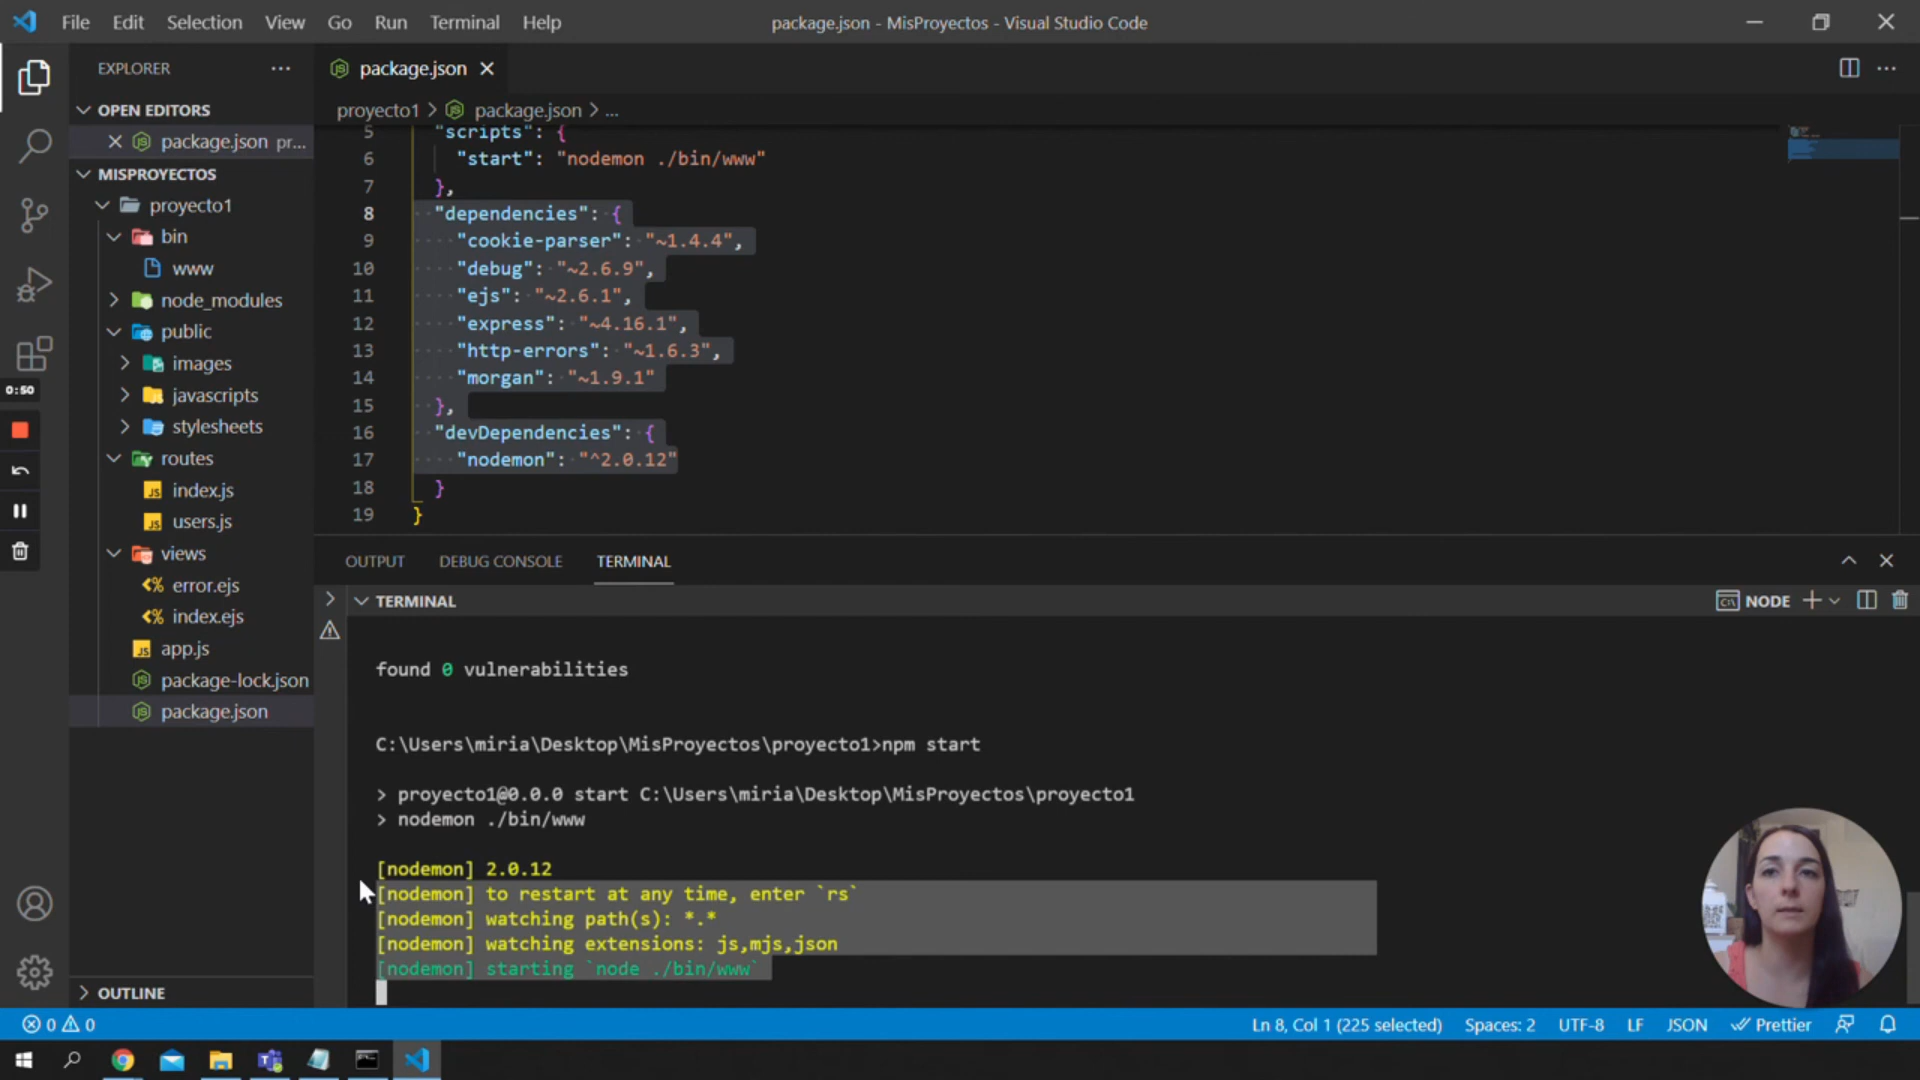 File Edit Selection View Go Run Terminal Help
package.json - MisProyectos - Visual Studio Code
EXPLORER
package.json
OPEN EDITORS
package.json pr...
MISPROYECTOS
proyecto1
bin
www
node_modules
public
images
javascripts
stylesheets
routes
index.js
users.js
views
error.ejs
index.ejs
app.js
package-lock.json
package.json
OUTLINE
0:50
proyecto1 > package.json > ...
5 "scripts": {
6 "start": "nodemon ./bin/www"
7 },
8 "dependencies": {
9 "cookie-parser": "~1.4.4",
10 "debug": "~2.6.9",
11 "ejs": "~2.6.1",
12 "express": "~4.16.1",
13 "http-errors": "~1.6.3",
14 "morgan": "~1.9.1"
15 },
16 "devDependencies": {
17 "nodemon": "^2.0.12"
18 }
19 }
OUTPUT DEBUG CONSOLE TERMINAL
TERMINAL
NODE
found 0 vulnerabilities
C:\Users\miria\Desktop\MisProyectos\proyecto1>npm start
> proyecto1@0.0.0 start C:\Users\miria\Desktop\MisProyectos\proyecto1
> nodemon ./bin/www
[nodemon] 2.0.12
[nodemon] to restart at any time, enter `rs`
[nodemon] watching path(s): *.*
[nodemon] watching extensions: js,mjs,json
[nodemon] starting `node ./bin/www`
0 0
Ln 8, Col 1 (225 selected) Spaces: 2 UTF-8 LF JSON Prettier